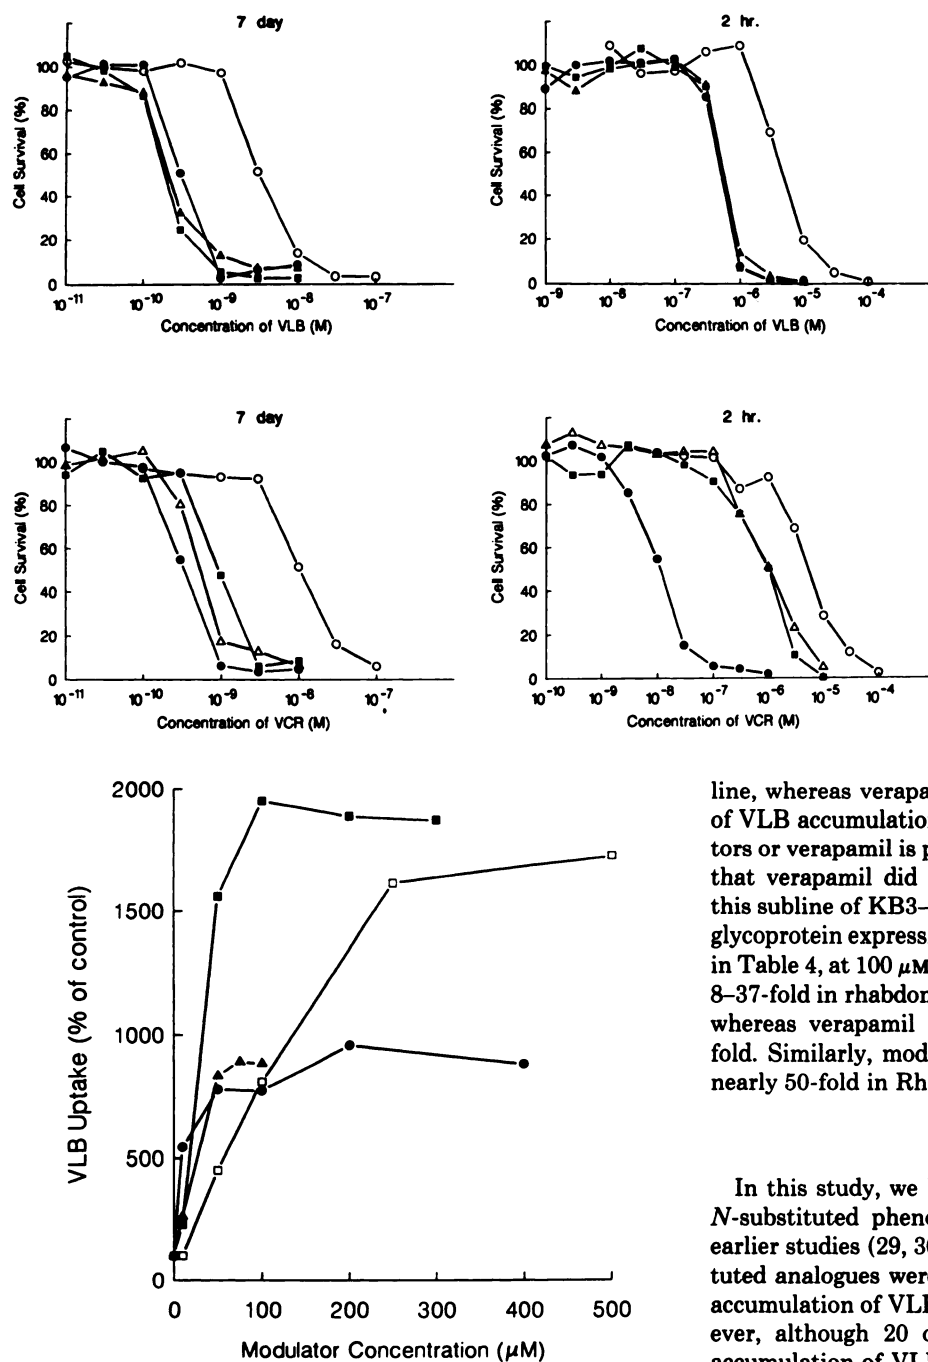 7 day
Cell Survival (%)
100
80
60
40
20
0
10-11
10-10
10-9
10-8
10-7
Concentration of VLB (M)
2 hr.
Cell Survival (%)
100
80
60
40
20
0
10-9
10-8
10-7
10-6
10-5
10-4
Concentration of VLB (M)
7 day
Cell Survival (%)
100
80
60
40
20
0
10-11
10-10
10-9
10-8
10-7
Concentration of VCR (M)
2 hr.
Cell Survival (%)
100
80
60
40
20
0
10-10
10-9
10-8
10-7
10-6
10-5
10-4
Concentration of VCR (M)
VLB Uptake (% of control)
2000
1500
1000
500
0
0
100
200
300
400
500
Modulator Concentration (μM)
line, whereas verapa
of VLB accumulation
tors or verapamil is p
that verapamil did
this subline of KB3–
glycoprotein express
in Table 4, at 100 μM
8–37-fold in rhabdom
whereas verapamil
fold. Similarly, mod
nearly 50-fold in Rh
In this study, we
N-substituted pheno
earlier studies (29, 30
tuted analogues were
accumulation of VLB
ever, although 20 o
accumulation of VLB